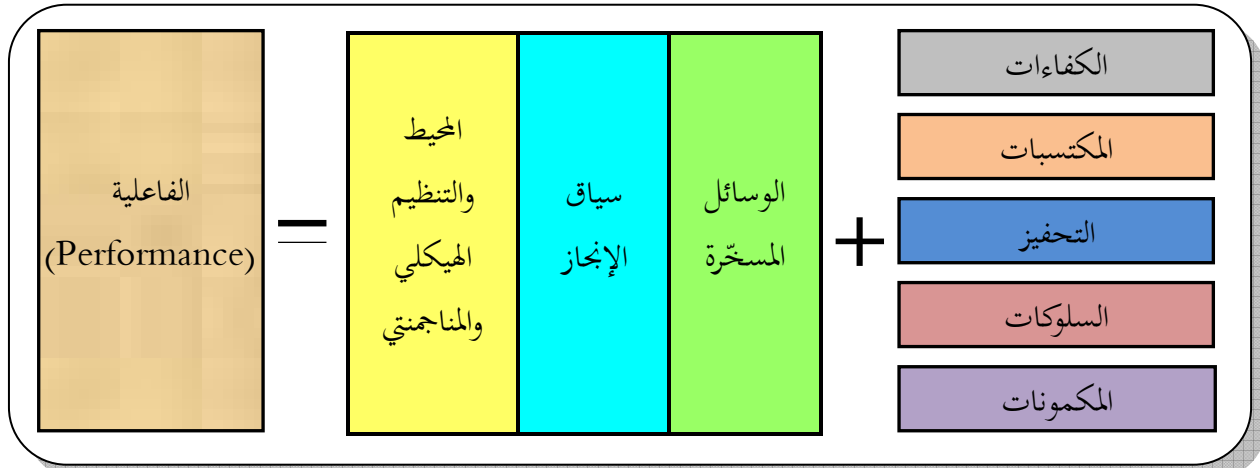 الكفاءات
المكتسبات
التحفيز
السلوكات
المكمونات
+
الوسائل
المسخّرة
سياق
الإنجاز
المحيط
والتنظيم
الهيكلي
والمناجمنتي
=
الفاعلية
(Performance)